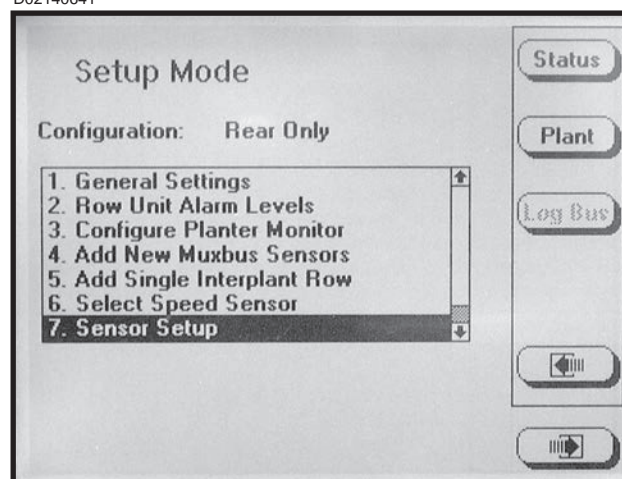 D02140041
Setup Mode
Configuration: Rear Only
1. General Settings
2. Row Unit Alarm Levels
3. Configure Planter Monitor
4. Add New Muxbus Sensors
5. Add Single Interplant Row
6. Select Speed Sensor
7. Sensor Setup
Status
Plant
Log Bus